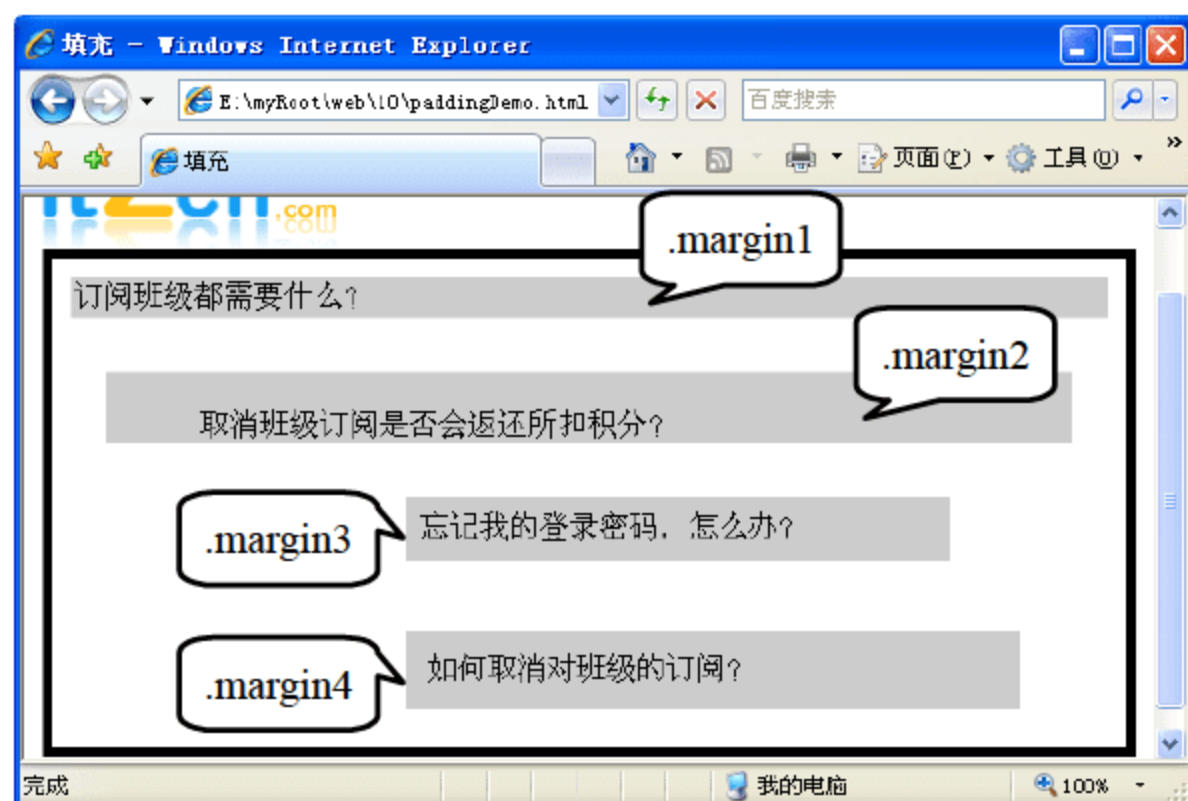 填充 - Windows Internet Explorer
E:\myRoot\web\10\paddingDemo.html 百度搜索
填充 页面(P) 工具(O) »
.com
.margin1
订阅班级都需要什么?
.margin2
取消班级订阅是否会返还所扣积分?
忘记我的登录密码，怎么办?
.margin3
如何取消对班级的订阅?
.margin4
完成 我的电脑 100%